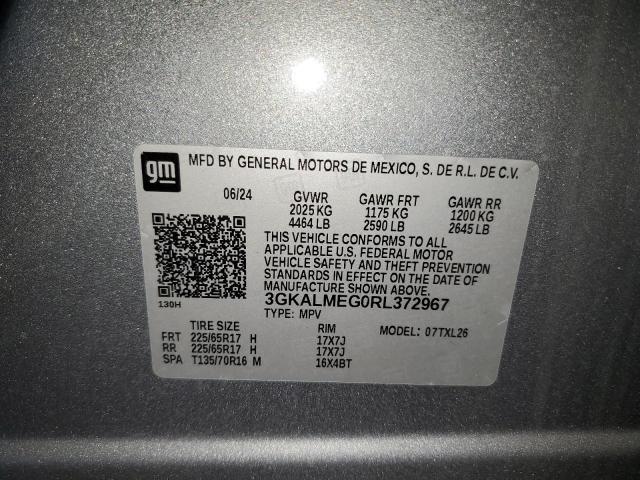 gm
MFD BY GENERAL MOTORS DE MEXICO, S. DE R.L. DE C.V.
06/24 GVWR GAWR FRT GAWR RR
2025 KG 1175 KG 1200 KG
4464 LB 2590 LB 2645 LB
THIS VEHICLE CONFORMS TO ALL
APPLICABLE U.S. FEDERAL MOTOR
VEHICLE SAFETY AND THEFT PREVENTION
STANDARDS IN EFFECT ON THE DATE OF
MANUFACTURE SHOWN ABOVE.
3GKALMEG0RL372967
130H
TYPE: MPV
TIRE SIZE RIM MODEL: 07TXL26
FRT 225/65R17 H 17X7J
RR 225/65R17 H 17X7J
SPA T135/70R16 M 16X4BT